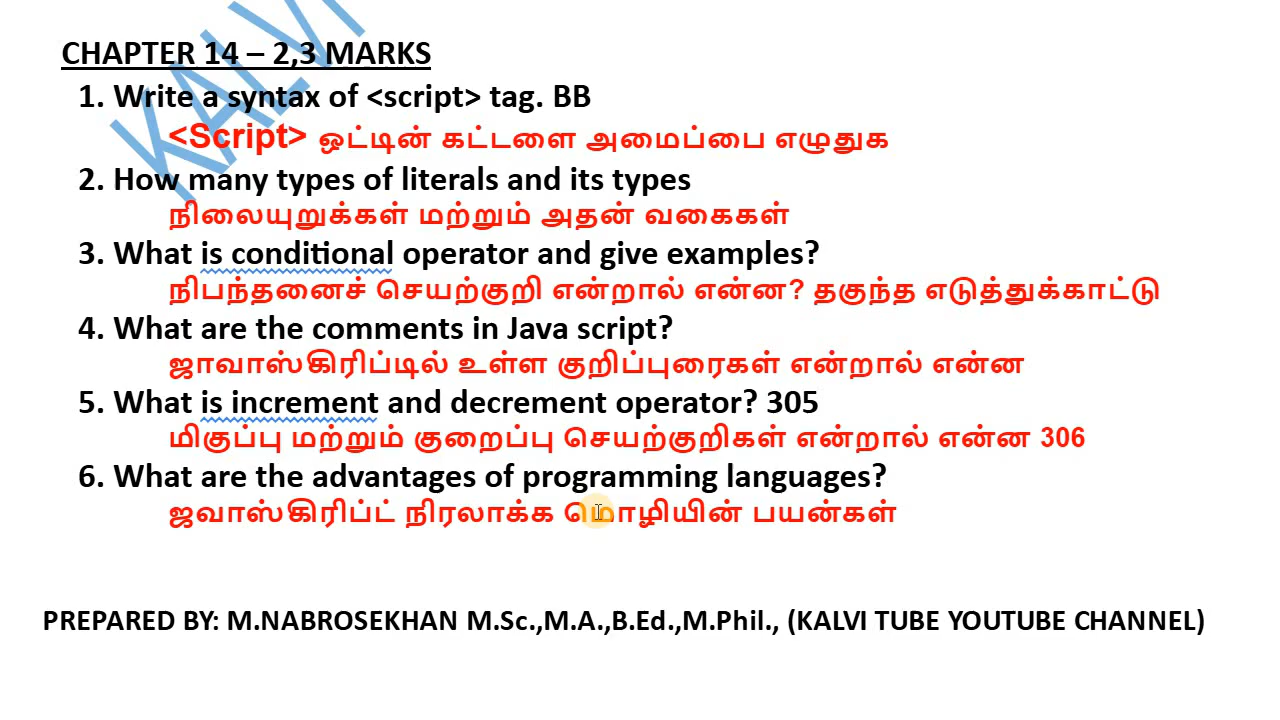 KALVI
CHAPTER 14 – 2,3 MARKS
1. Write a syntax of <script> tag. BB
<Script> ஒட்டின் கட்டளை அமைப்பை எழுதுக
2. How many types of literals and its types
நிலையுறுக்கள் மற்றும் அதன் வகைகள்
3. What is conditional operator and give examples?
நிபந்தனைச் செயற்குறி என்றால் என்ன? தகுந்த எடுத்துக்காட்டு
4. What are the comments in Java script?
ஜாவாஸ்கிரிப்டில் உள்ள குறிப்புரைகள் என்றால் என்ன
5. What is increment and decrement operator? 305
மிகுப்பு மற்றும் குறைப்பு செயற்குறிகள் என்றால் என்ன 306
6. What are the advantages of programming languages?
ஜவாஸ்கிரிப்ட் நிரலாக்க மொழியின் பயன்கள்
PREPARED BY: M.NABROSEKHAN M.Sc.,M.A.,B.Ed.,M.Phil., (KALVI TUBE YOUTUBE CHANNEL)